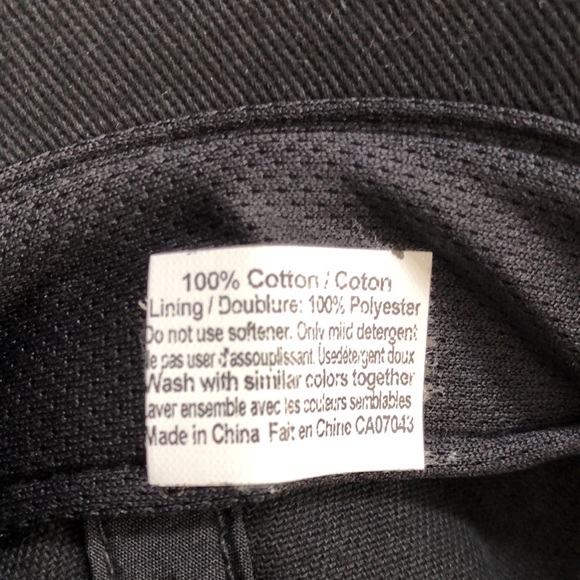 100% Cotton / Coton
Lining / Doublure: 100% Polyester
Do not use softener. Only mild detergent
Ne pas user d'assouplissant. Usedétergent doux
Wash with similar colors together
Laver ensemble avec les couleurs semblables
Made in China Fait en Chine CA07043